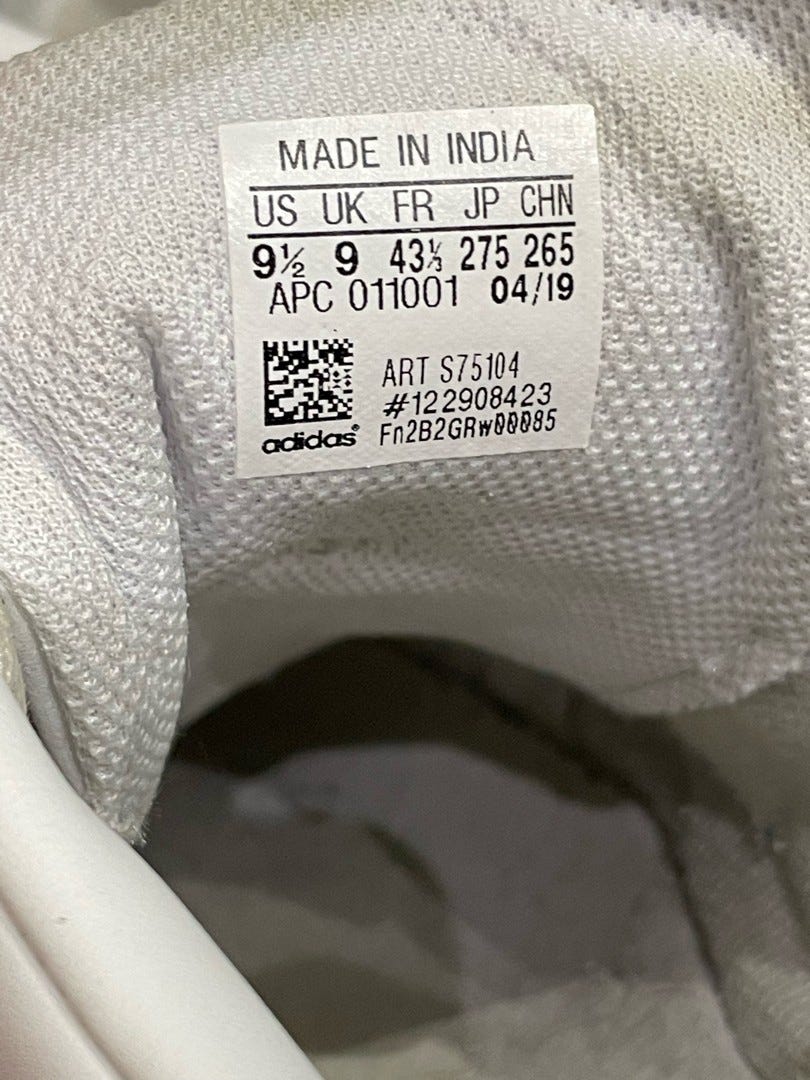 MADE IN INDIA
US UK FR JP CHN
9½ 9 43⅓ 275 265
APC 011001 04/19
ART S75104
#122908423
adidas® Fn2B2GRW00085